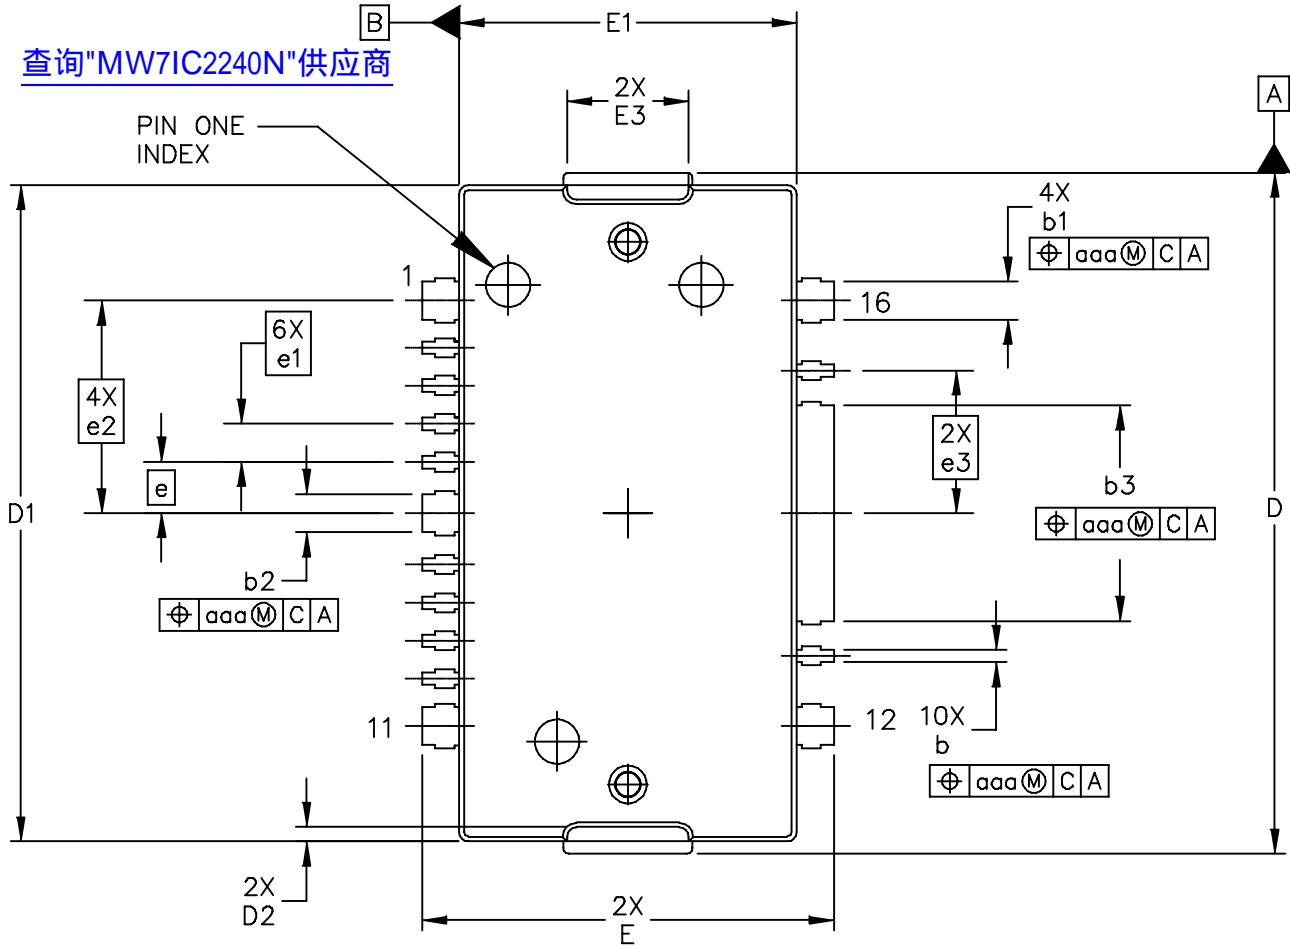 B
E1
查询"MW7IC2240N"供应商
2X
E3
A
PIN ONE
INDEX
4X
b1
⌖ aaa Ⓜ C A
1
16
6X
e1
4X
e2
2X
e3
e
b3
⌖ aaa Ⓜ C A
D1
D
b2
⌖ aaa Ⓜ C A
11
12
10X
b
⌖ aaa Ⓜ C A
2X
D2
2X
E